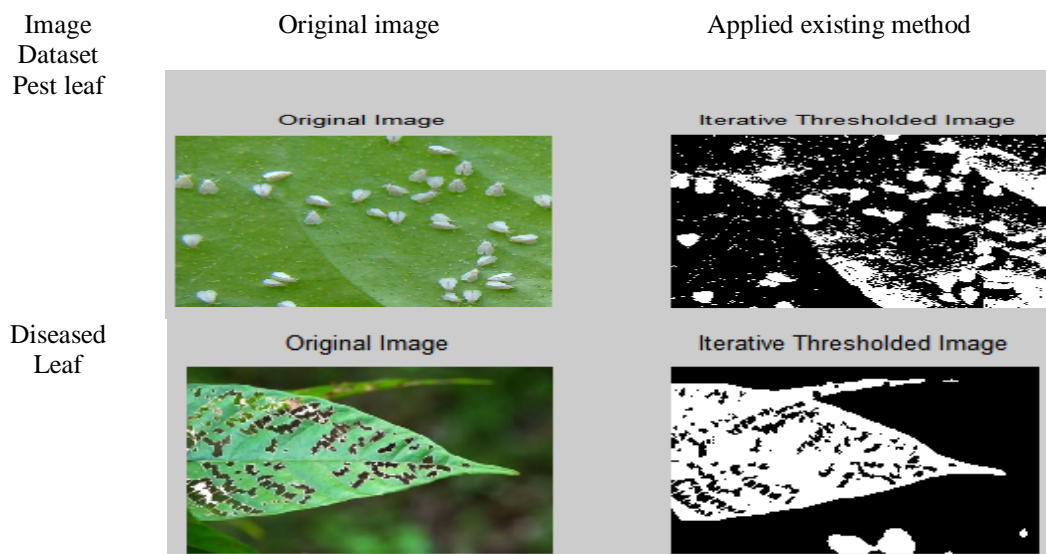 Image Original image Applied existing method
Dataset
Pest leaf
Original Image Iterative Thresholded Image
Diseased
Leaf
Original Image Iterative Thresholded Image